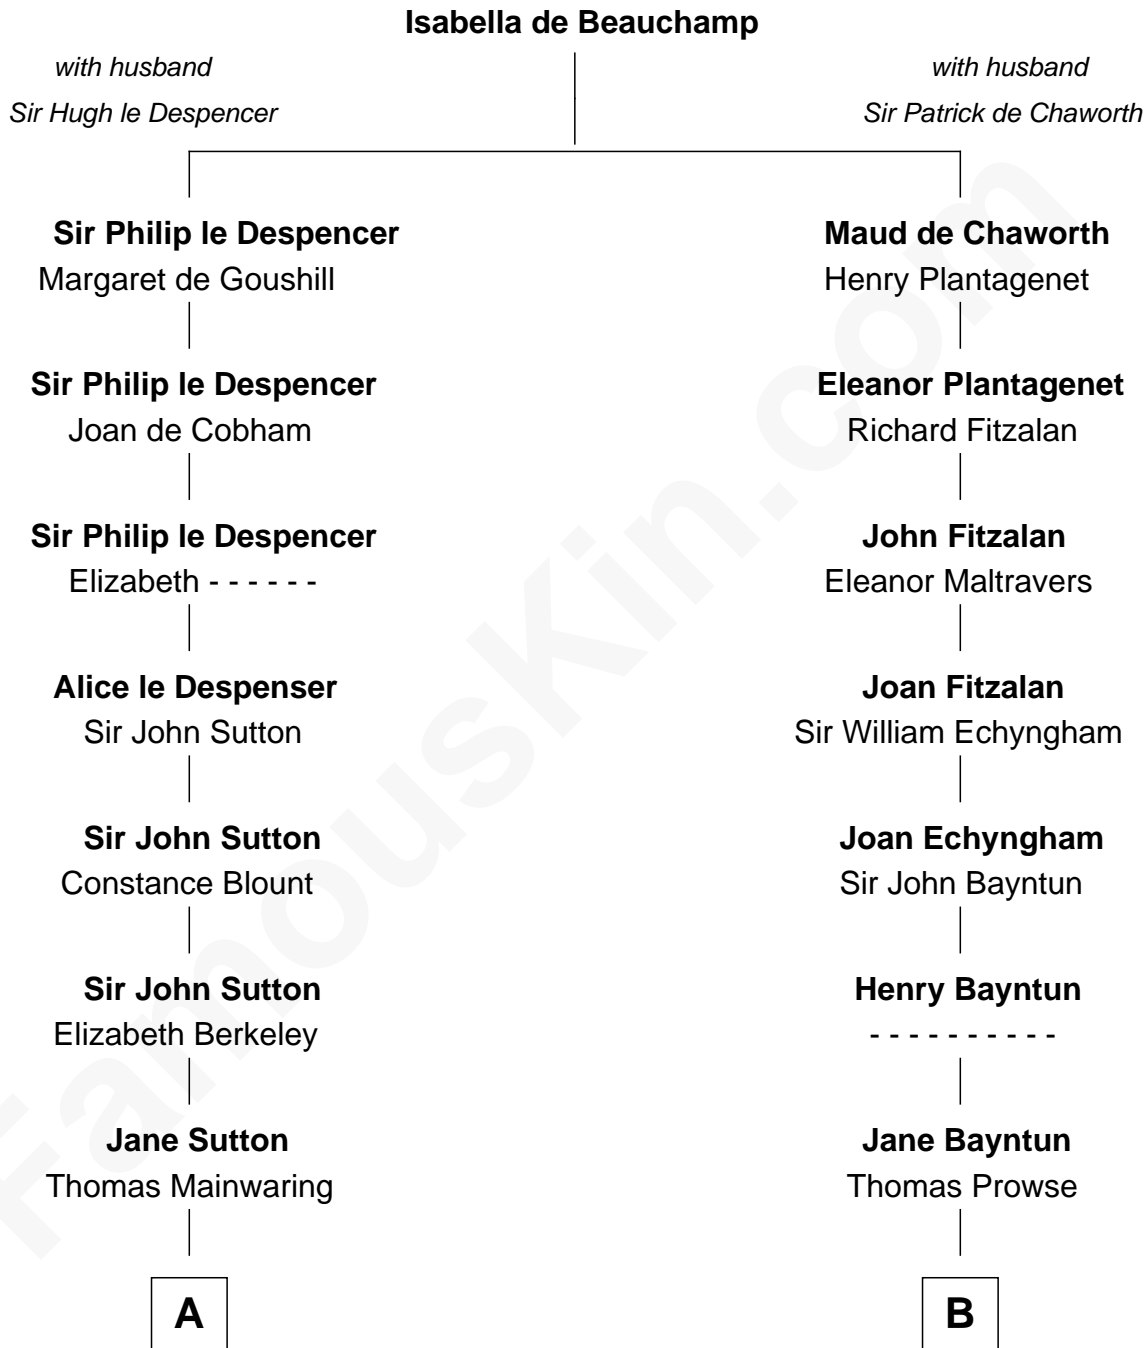 Isabella de Beauchamp
with husband
Sir Hugh le Despencer
with husband
Sir Patrick de Chaworth
Sir Philip le Despencer
Margaret de Goushill
Maud de Chaworth
Henry Plantagenet
Sir Philip le Despencer
Joan de Cobham
Eleanor Plantagenet
Richard Fitzalan
Sir Philip le Despencer
Elizabeth - - - - - -
John Fitzalan
Eleanor Maltravers
Alice le Despenser
Sir John Sutton
Joan Fitzalan
Sir William Echyngham
Sir John Sutton
Constance Blount
Joan Echyngham
Sir John Bayntun
Sir John Sutton
Elizabeth Berkeley
Henry Bayntun
- - - - - - - - - -
Jane Sutton
Thomas Mainwaring
Jane Bayntun
Thomas Prowse
A
B
FamousKin.com